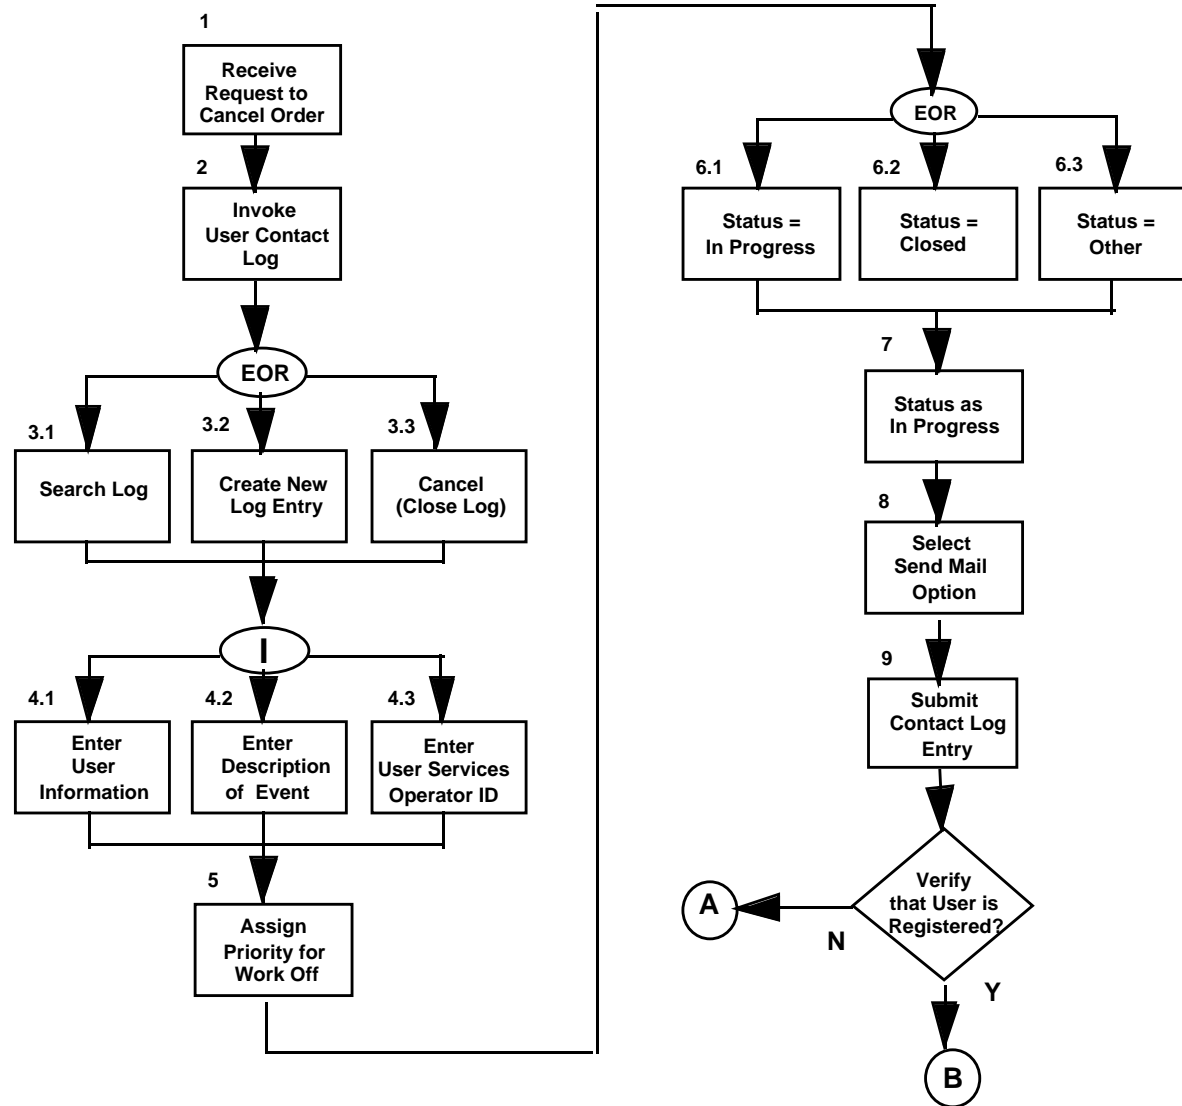 1
Receive
Request to
Cancel Order
2
Invoke
User Contact
Log
EOR
3.1
Search Log
3.2
Create New
Log Entry
3.3
Cancel
(Close Log)
I
4.1
Enter
User
Information
4.2
Enter
Description
of Event
4.3
Enter
User Services
Operator ID
5
Assign
Priority for
Work Off
EOR
6.1
Status =
In Progress
6.2
Status =
Closed
6.3
Status =
Other
7
Status as
In Progress
8
Select
Send Mail
Option
9
Submit
Contact Log
Entry
Verify
that User is
Registered?
N
A
Y
B